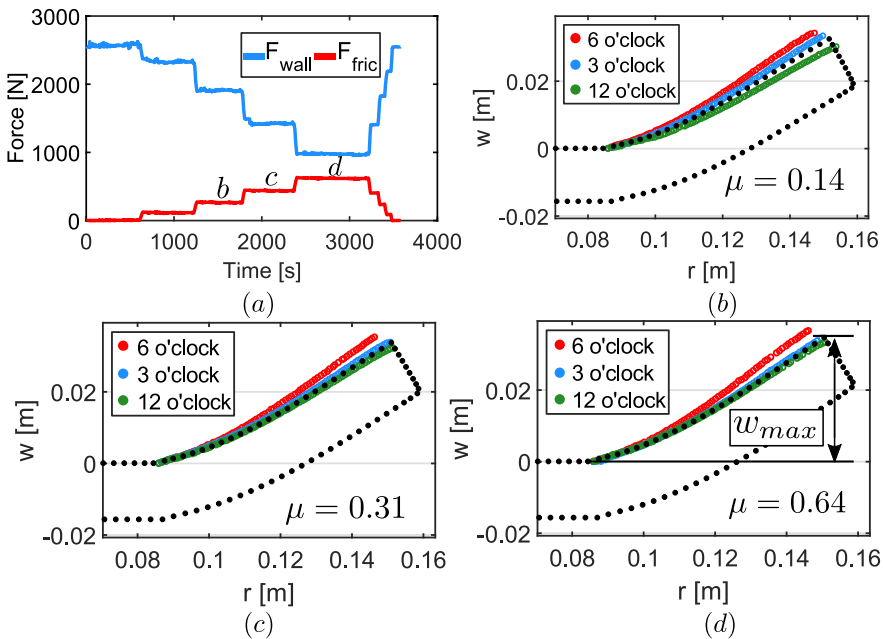 3000
2000
1000
0
Force [N]
F_wall F_fric
b
c
d
0 1000 2000 3000 4000
Time [s]
(a)
6 o'clock
3 o'clock
12 o'clock
0.02
0
-0.02
w [m]
μ = 0.14
0.08 0.1 0.12 0.14 0.16
r [m]
(b)
6 o'clock
3 o'clock
12 o'clock
0.02
0
-0.02
w [m]
μ = 0.31
0.08 0.1 0.12 0.14 0.16
r [m]
(c)
6 o'clock
3 o'clock
12 o'clock
0.02
0
-0.02
w [m]
w_max
μ = 0.64
0.08 0.1 0.12 0.14 0.16
r [m]
(d)